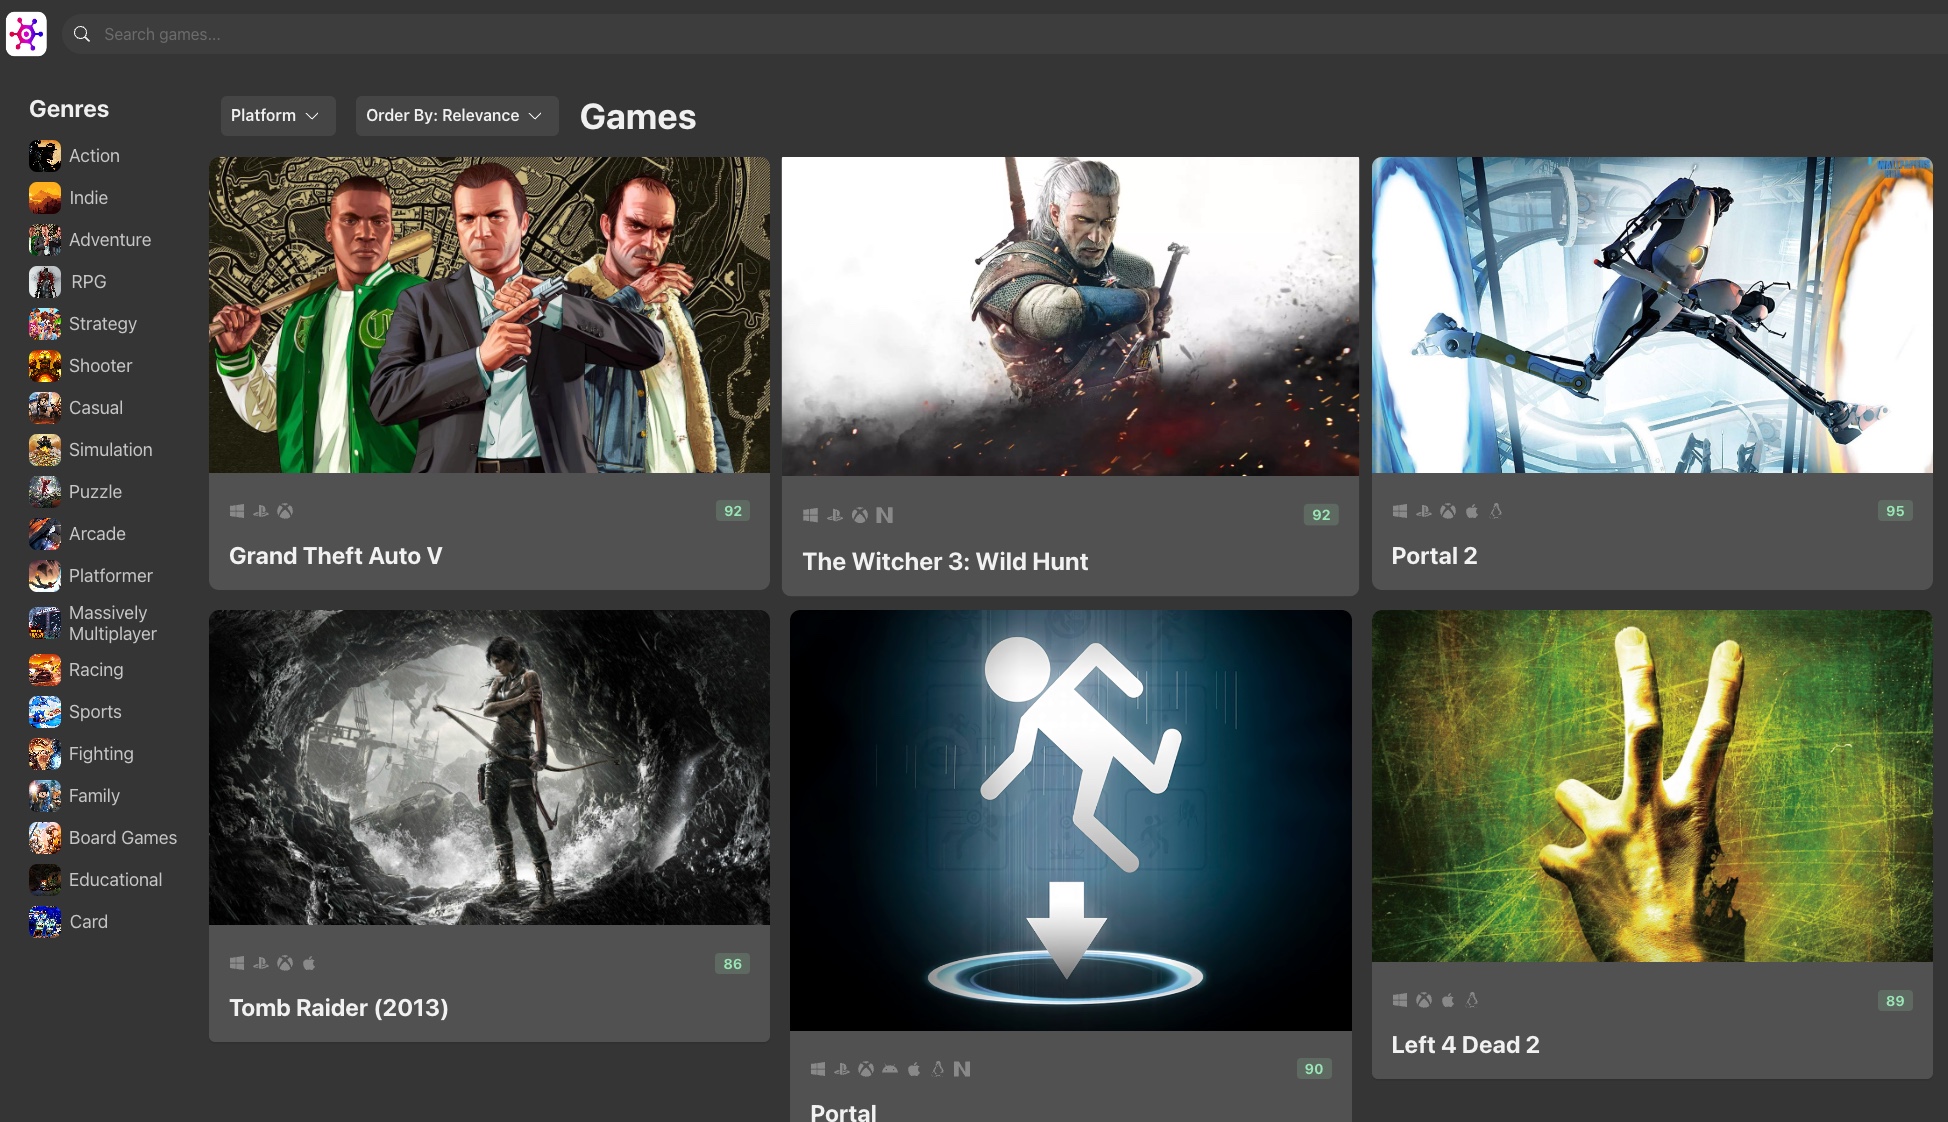 Search games...
Genres
Action
Indie
Adventure
RPG
Strategy
Shooter
Casual
Simulation
Puzzle
Arcade
Platformer
Massively
Multiplayer
Racing
Sports
Fighting
Family
Board Games
Educational
Card
Platform
Order By: Relevance
Games
92
Grand Theft Auto V
92
The Witcher 3: Wild Hunt
95
Portal 2
86
Tomb Raider (2013)
90
Portal
89
Left 4 Dead 2